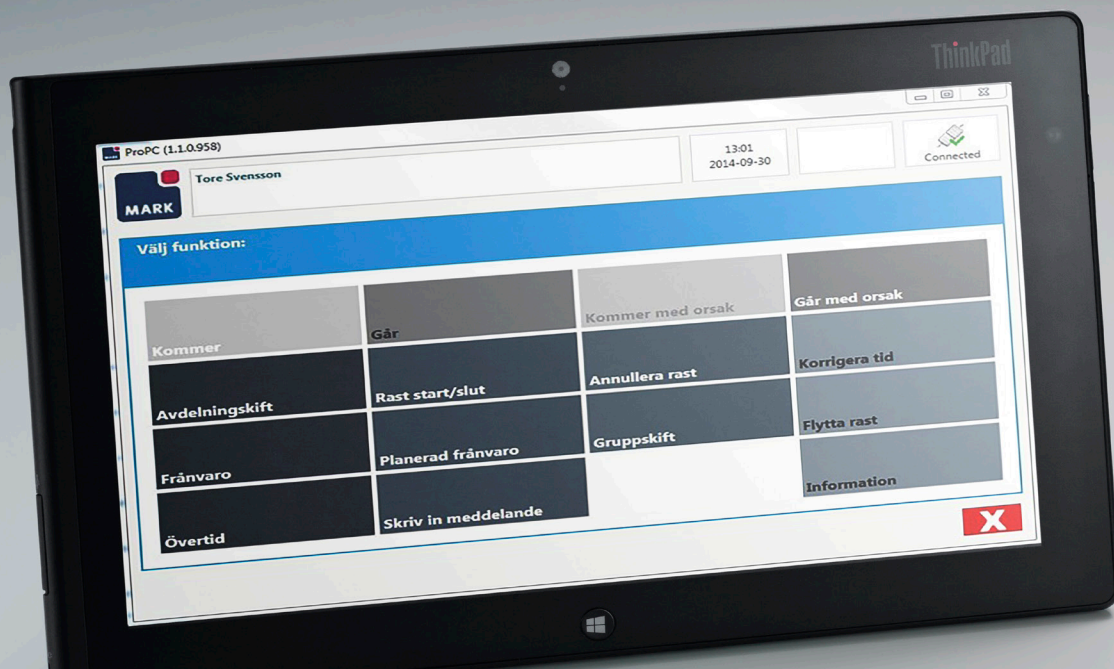 ThinkPad
ProPC (1.1.0.958)
MARK
Tore Svensson
13:01
2014-09-30
Connected
Välj funktion:
Kommer
Går
Kommer med orsak
Går med orsak
Avdelningskift
Rast start/slut
Annullera rast
Korrigera tid
Frånvaro
Planerad frånvaro
Gruppskift
Flytta rast
Övertid
Skriv in meddelande
Information
X